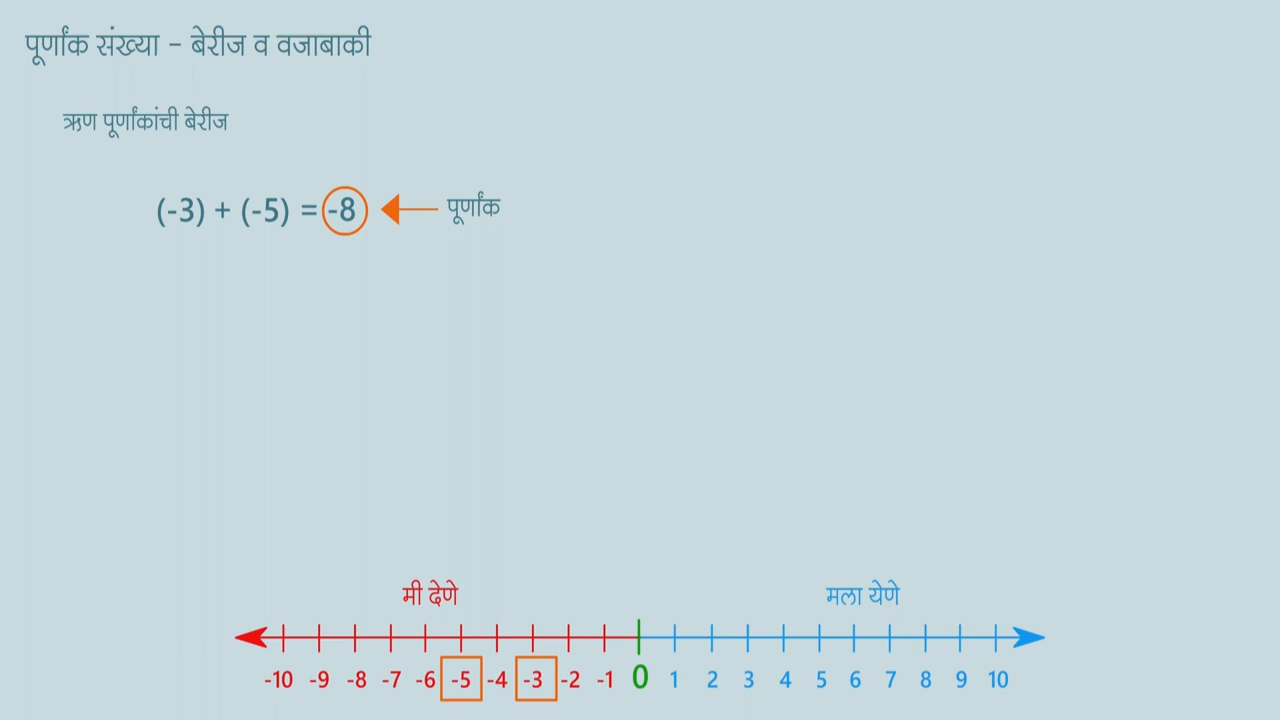 पूर्णांक संख्या - बेरीज व वजाबाकी
ऋण पूर्णांकांची बेरीज
(-3) + (-5) = -8 पूर्णांक
मी देणे मला येणे
-10 -9 -8 -7 -6 -5 -4 -3 -2 -1 0 1 2 3 4 5 6 7 8 9 10